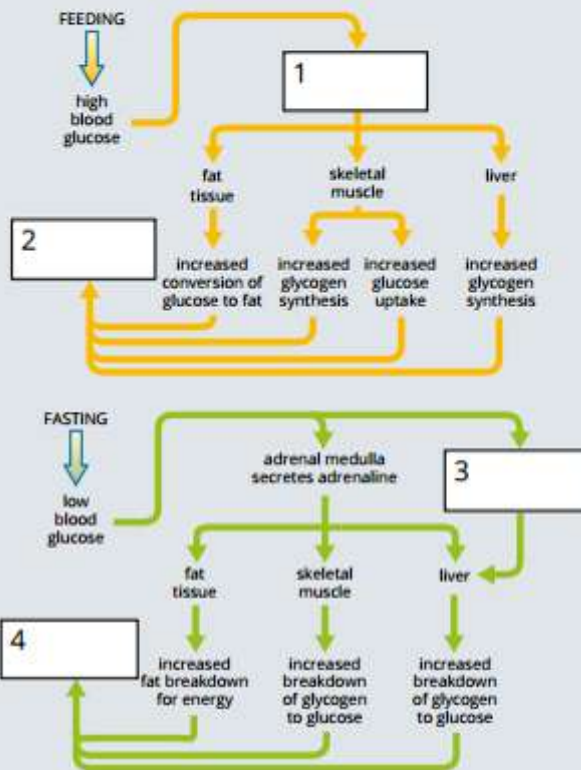 FEEDING
high
blood
glucose
1
fat
tissue
skeletal
muscle
liver
2
increased
conversion of
glucose to fat
increased
glycogen
synthesis
increased
glucose
uptake
increased
glycogen
synthesis
FASTING
low
blood
glucose
adrenal medulla
secretes adrenaline
3
fat
tissue
skeletal
muscle
liver
4
increased
fat breakdown
for energy
increased
breakdown
of glycogen
to glucose
increased
breakdown
of glycogen
to glucose